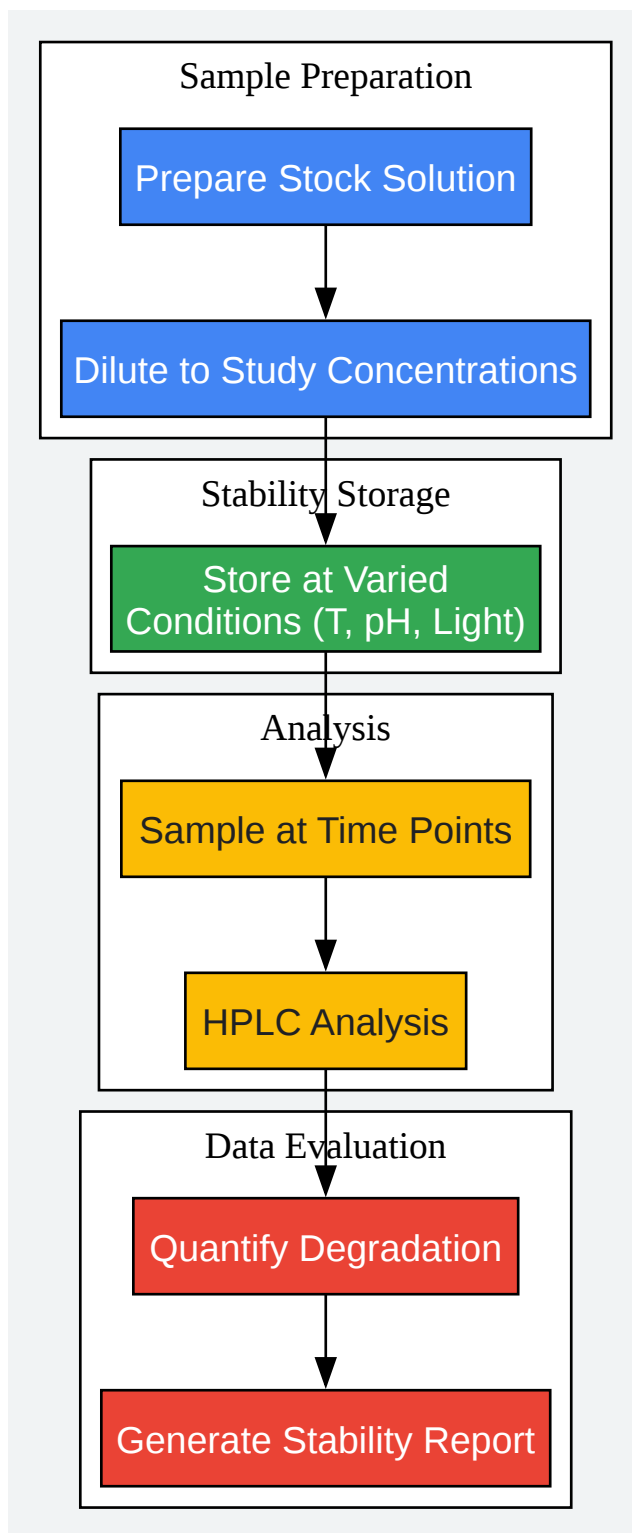 Sample Preparation
Prepare Stock Solution
Dilute to Study Concentrations
Stability Storage
Store at Varied
Conditions (T, pH, Light)
Analysis
Sample at Time Points
HPLC Analysis
Data Evaluation
Quantify Degradation
Generate Stability Report